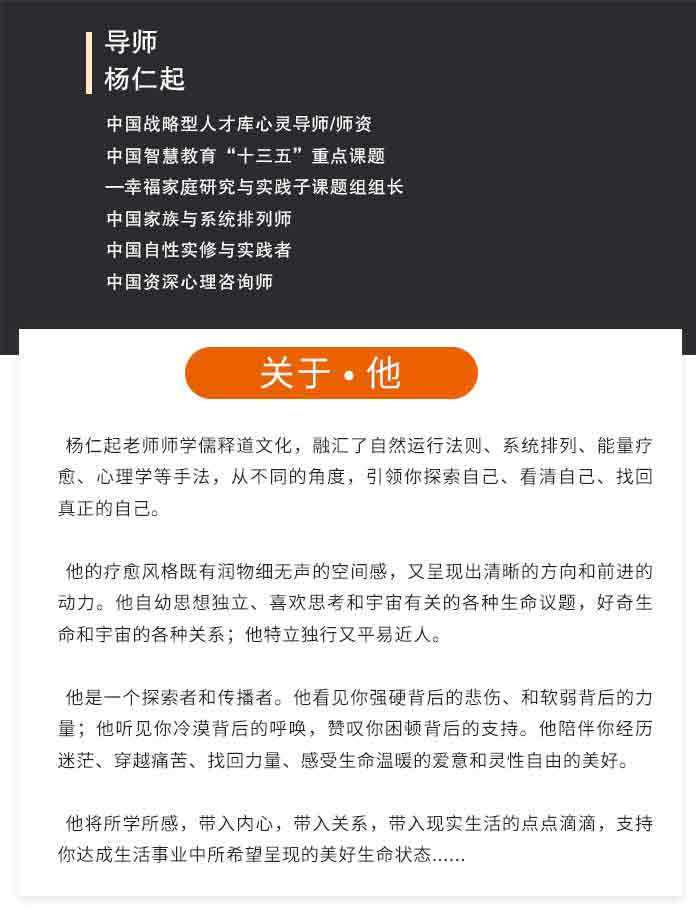 导师
杨仁起
中国战略型人才库心灵导师/师资
中国智慧教育“十三五”重点课题
—幸福家庭研究与实践子课题组组长
中国家族与系统排列师
中国自性实修与实践者
中国资深心理咨询师
关于•他
杨仁起老师师学儒释道文化，融汇了自然运行法则、系统排列、能量疗
愈、心理学等手法，从不同的角度，引领你探索自己、看清自己、找回
真正的自己。
他的疗愈风格既有润物细无声的空间感，又呈现出清晰的方向和前进的
动力。他自幼思想独立、喜欢思考和宇宙有关的各种生命议题，好奇生
命和宇宙的各种关系；他特立独行又平易近人。
他是一个探索者和传播者。他看见你强硬背后的悲伤、和软弱背后的力
量；他听见你冷漠背后的呼唤，赞叹你困顿背后的支持。他陪伴你经历
迷茫、穿越痛苦、找回力量、感受生命温暖的爱意和灵性自由的美好。
他将所学所感，带入内心，带入关系，带入现实生活的点点滴滴，支持
你达成生活事业中所希望呈现的美好生命状态......